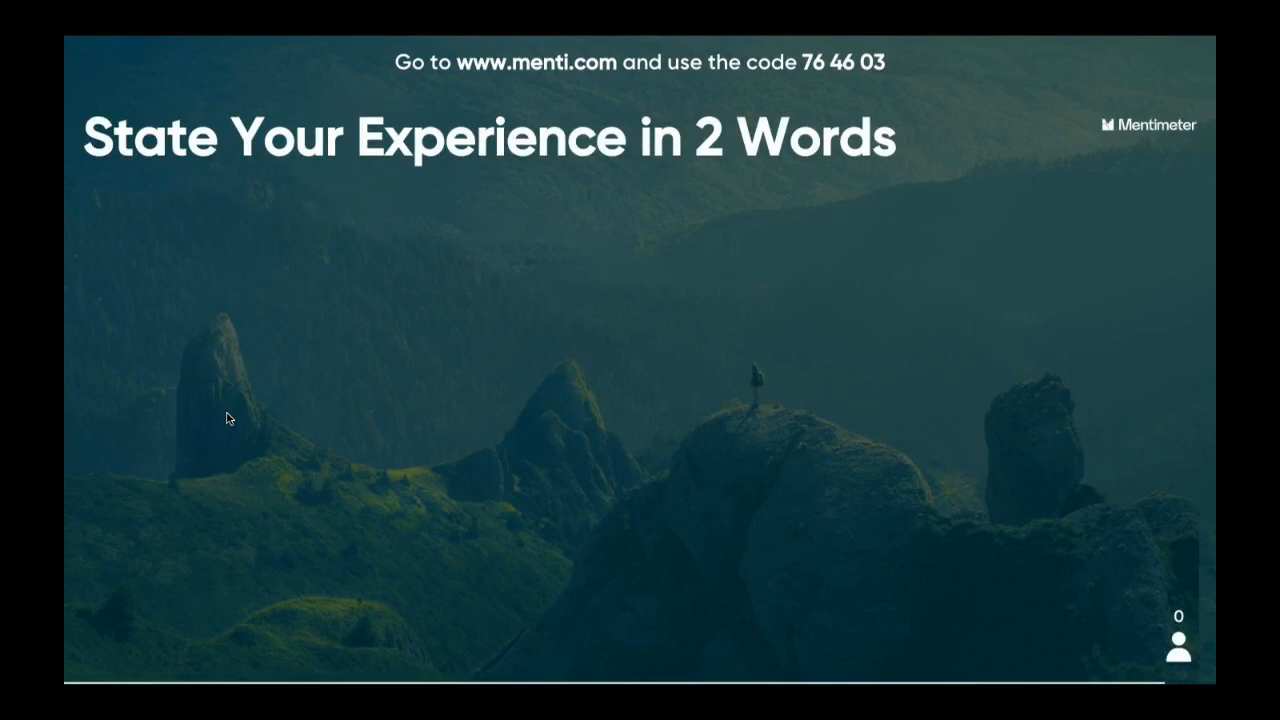 Go to www.menti.com and use the code 76 46 03
State Your Experience in 2 Words
Mentimeter
0